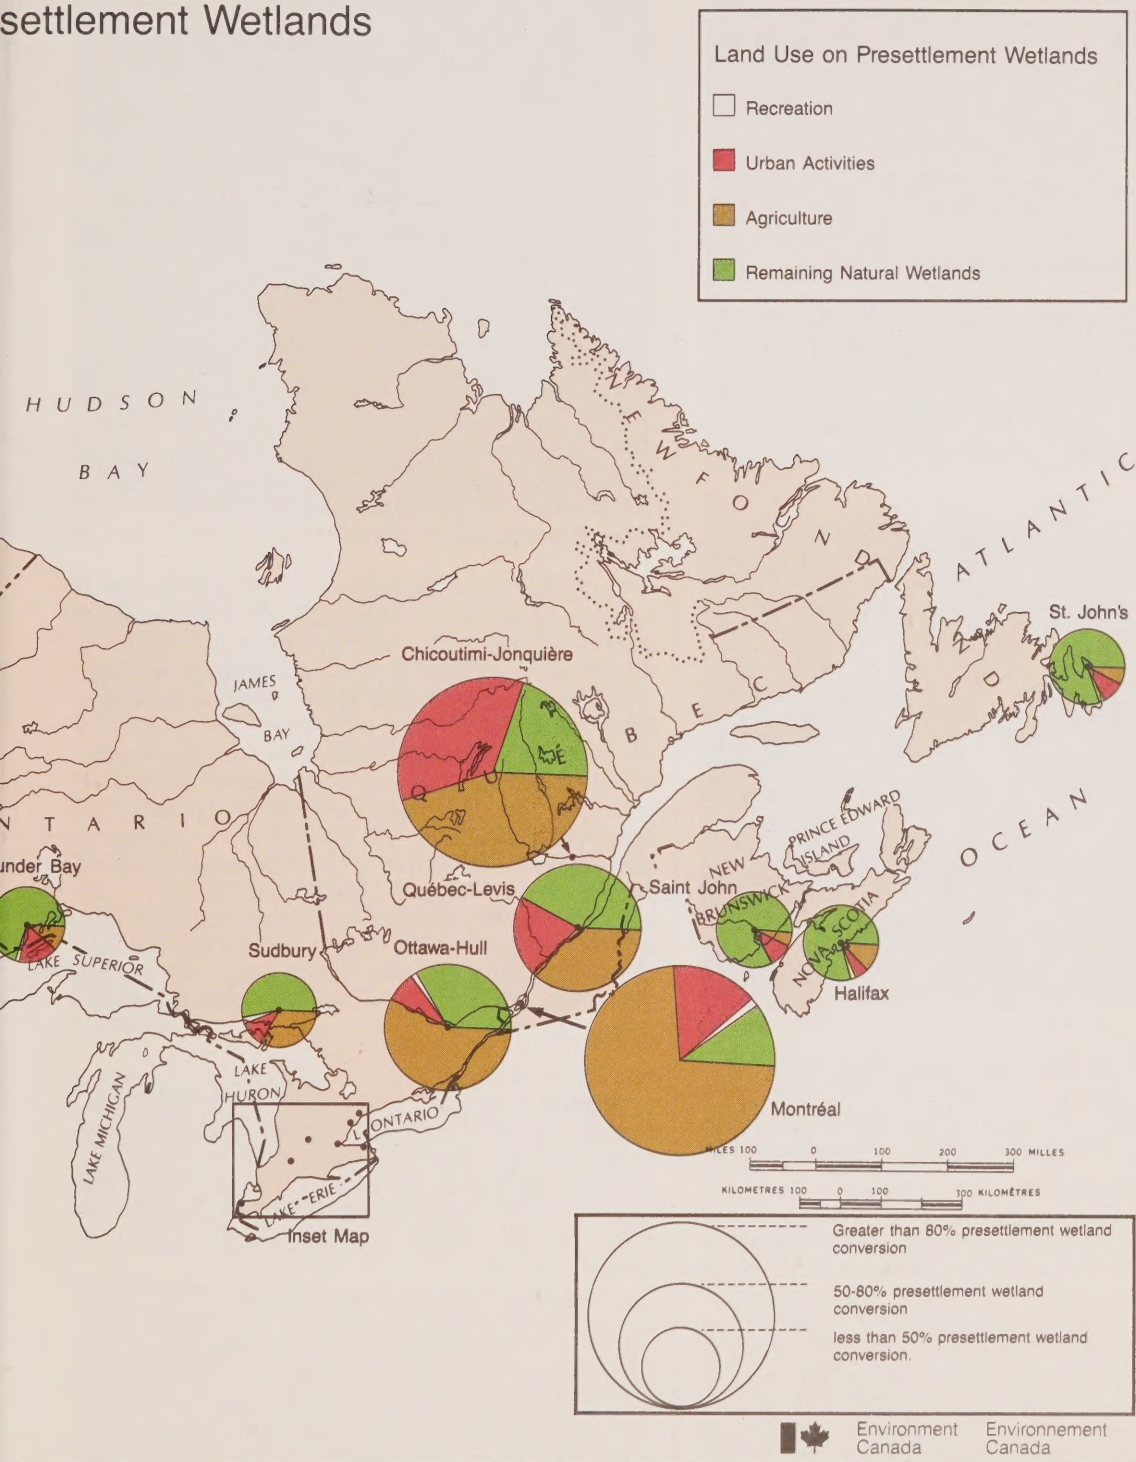 settlement Wetlands
Land Use on Presettlement Wetlands
Recreation
Urban Activities
Agriculture
Remaining Natural Wetlands
HUDSON
BAY
NEWFOUND
ATLANTIC
OCEAN
St. John's
Chicoutimi-Jonquière
JAMES
BAY
QUÉBEC
NTARIO
PRINCE EDWARD
ISLAND
NEW
BRUNSWICK
NOVA SCOTIA
under Bay
Québec-Levis
Saint John
LAKE SUPERIOR
Sudbury
Ottawa-Hull
Halifax
LAKE
HURON
LAKE MICHIGAN
L. ONTARIO
Montréal
LAKE ERIE
Inset Map
MILES 100 0 100 200 300 MILLES
KILOMETRES 100 0 100 300 KILOMÈTRES
Greater than 80% presettlement wetland
conversion
50-80% presettlement wetland
conversion
less than 50% presettlement wetland
conversion.
Environment Environnement
Canada Canada